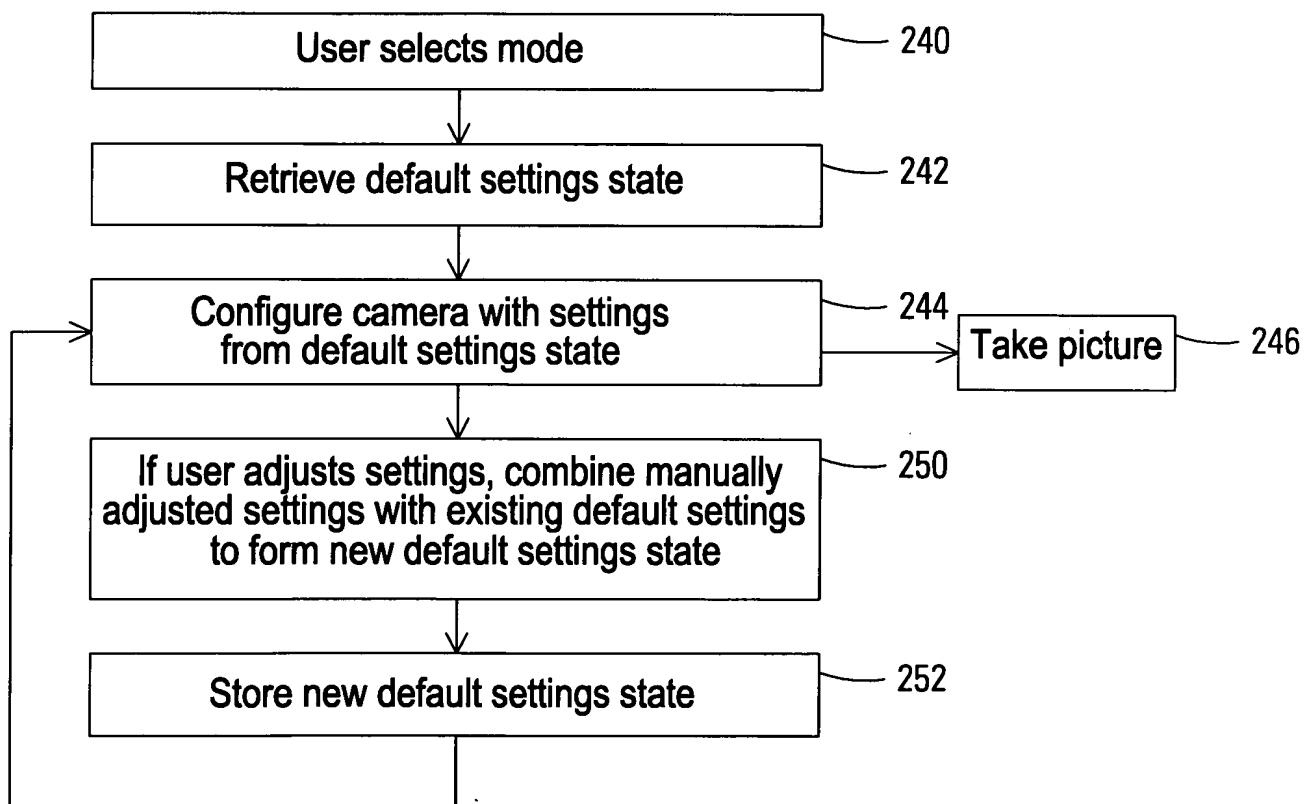 User selects mode
240
Retrieve default settings state
242
Configure camera with settings
from default settings state
244
Take picture
246
If user adjusts settings, combine manually
adjusted settings with existing default settings
to form new default settings state
250
Store new default settings state
252